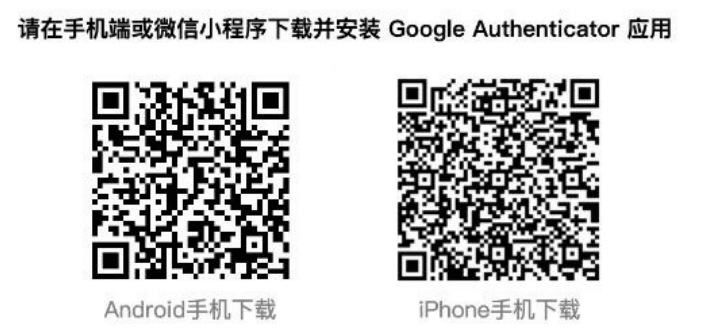 请在手机端或微信小程序下载并安装 Google Authenticator 应用
Android手机下载
iPhone手机下载